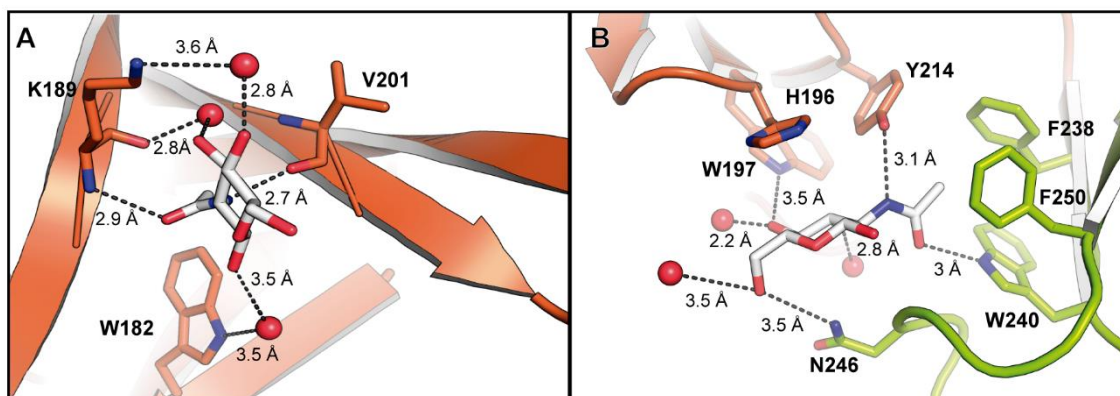 A
3.6 Å
K189
V201
2.8 Å
2.8Å
2.7 Å
2.9 Å
3.5 Å
W182
3.5 Å
B
Y214
H196
F238
W197
3.1 Å
F250
3.5 Å
2.2 Å
2.8 Å
3 Å
3.5 Å
W240
3.5 Å
N246